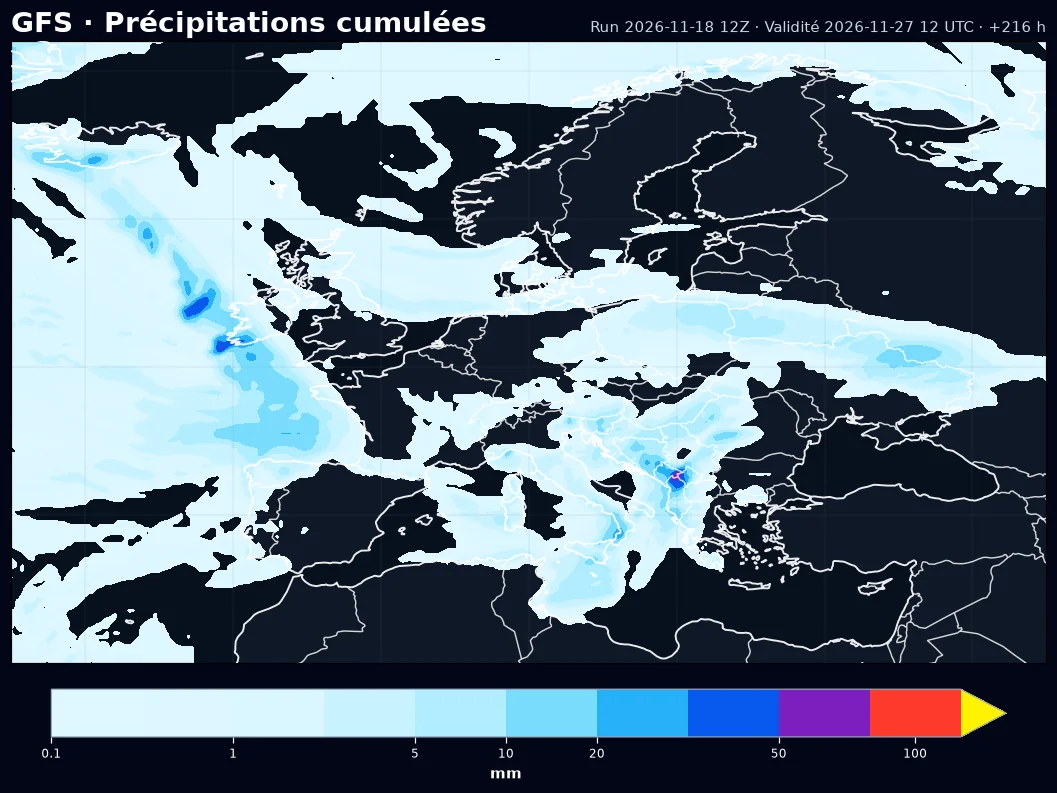 GFS · Précipitations cumulées
Run 2026-11-18 12Z · Validité 2026-11-27 12 UTC · +216 h
0.1 1 5 10 20 50 100
mm